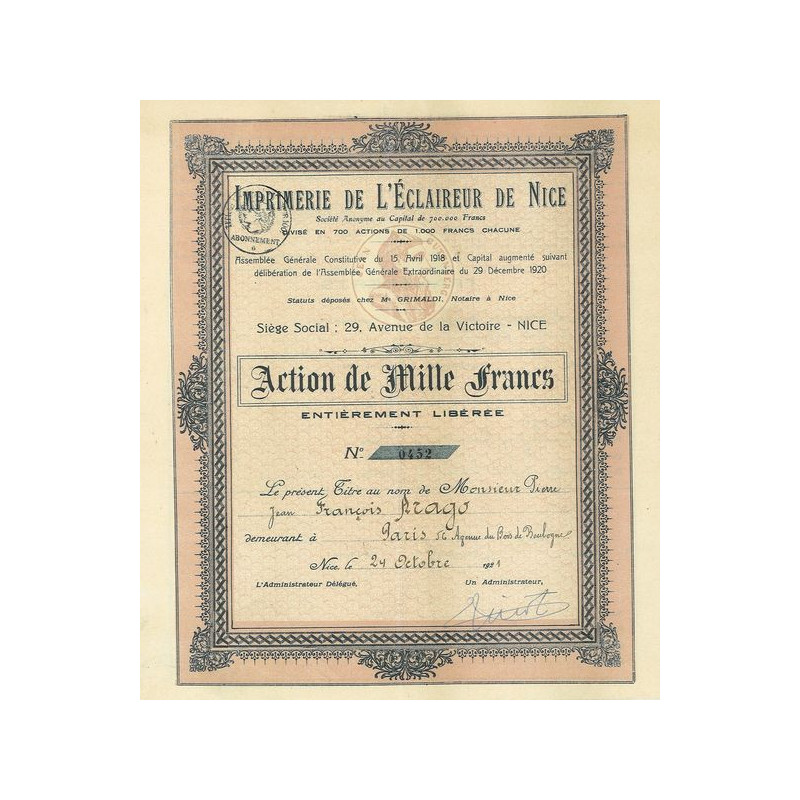 IMPRIMERIE DE L'ÉCLAIREUR DE NICE
Société Anonyme au Capital de 700.000 Francs
DIVISÉ EN 700 ACTIONS DE 1.000 FRANCS CHACUNE
ABONNEMENT
Assemblée Générale Constitutive du 15 Avril 1918 et Capital augmenté suivant
délibération de l'Assemblée Générale Extraordinaire du 29 Décembre 1920
Statuts déposés chez Me GRIMALDI, Notaire à Nice
Siège Social : 29, Avenue de la Victoire - NICE
Action de Mille Francs
ENTIÈREMENT LIBÉRÉE
No 0452
Le présent Titre au nom de Monsieur Pierre
Jean François Arago
demeurant à Paris 56 Avenue du Bois de Boulogne
Nice, le 24 Octobre 1921
L'Administrateur Délégué, Un Administrateur,